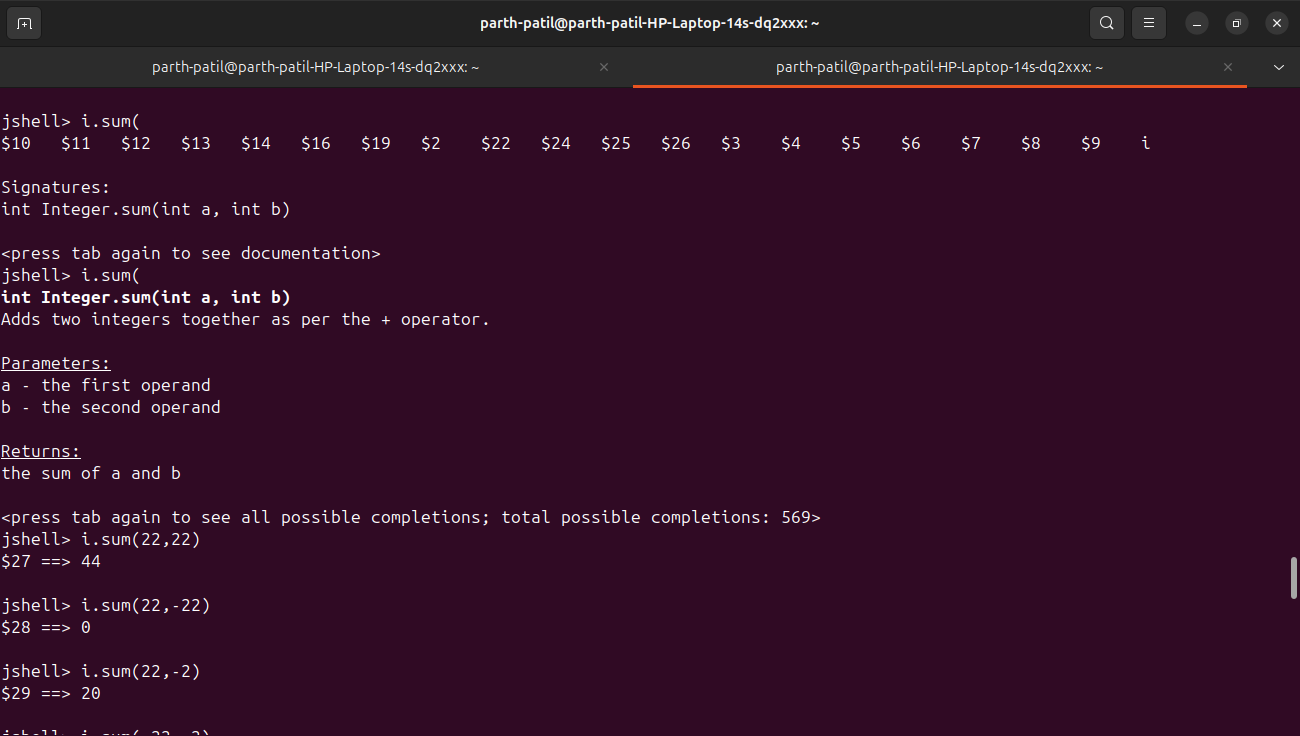 parth-patil@parth-patil-HP-Laptop-14s-dq2xxx: ~
parth-patil@parth-patil-HP-Laptop-14s-dq2xxx: ~
parth-patil@parth-patil-HP-Laptop-14s-dq2xxx: ~
jshell> i.sum(
$10 $11 $12 $13 $14 $16 $19 $2 $22 $24 $25 $26 $3 $4 $5 $6 $7 $8 $9 i
Signatures:
int Integer.sum(int a, int b)
<press tab again to see documentation>
jshell> i.sum(
int Integer.sum(int a, int b)
Adds two integers together as per the + operator.
Parameters:
a - the first operand
b - the second operand
Returns:
the sum of a and b
<press tab again to see all possible completions; total possible completions: 569>
jshell> i.sum(22,22)
$27 ==> 44
jshell> i.sum(22,-22)
$28 ==> 0
jshell> i.sum(22,-2)
$29 ==> 20
jshell>